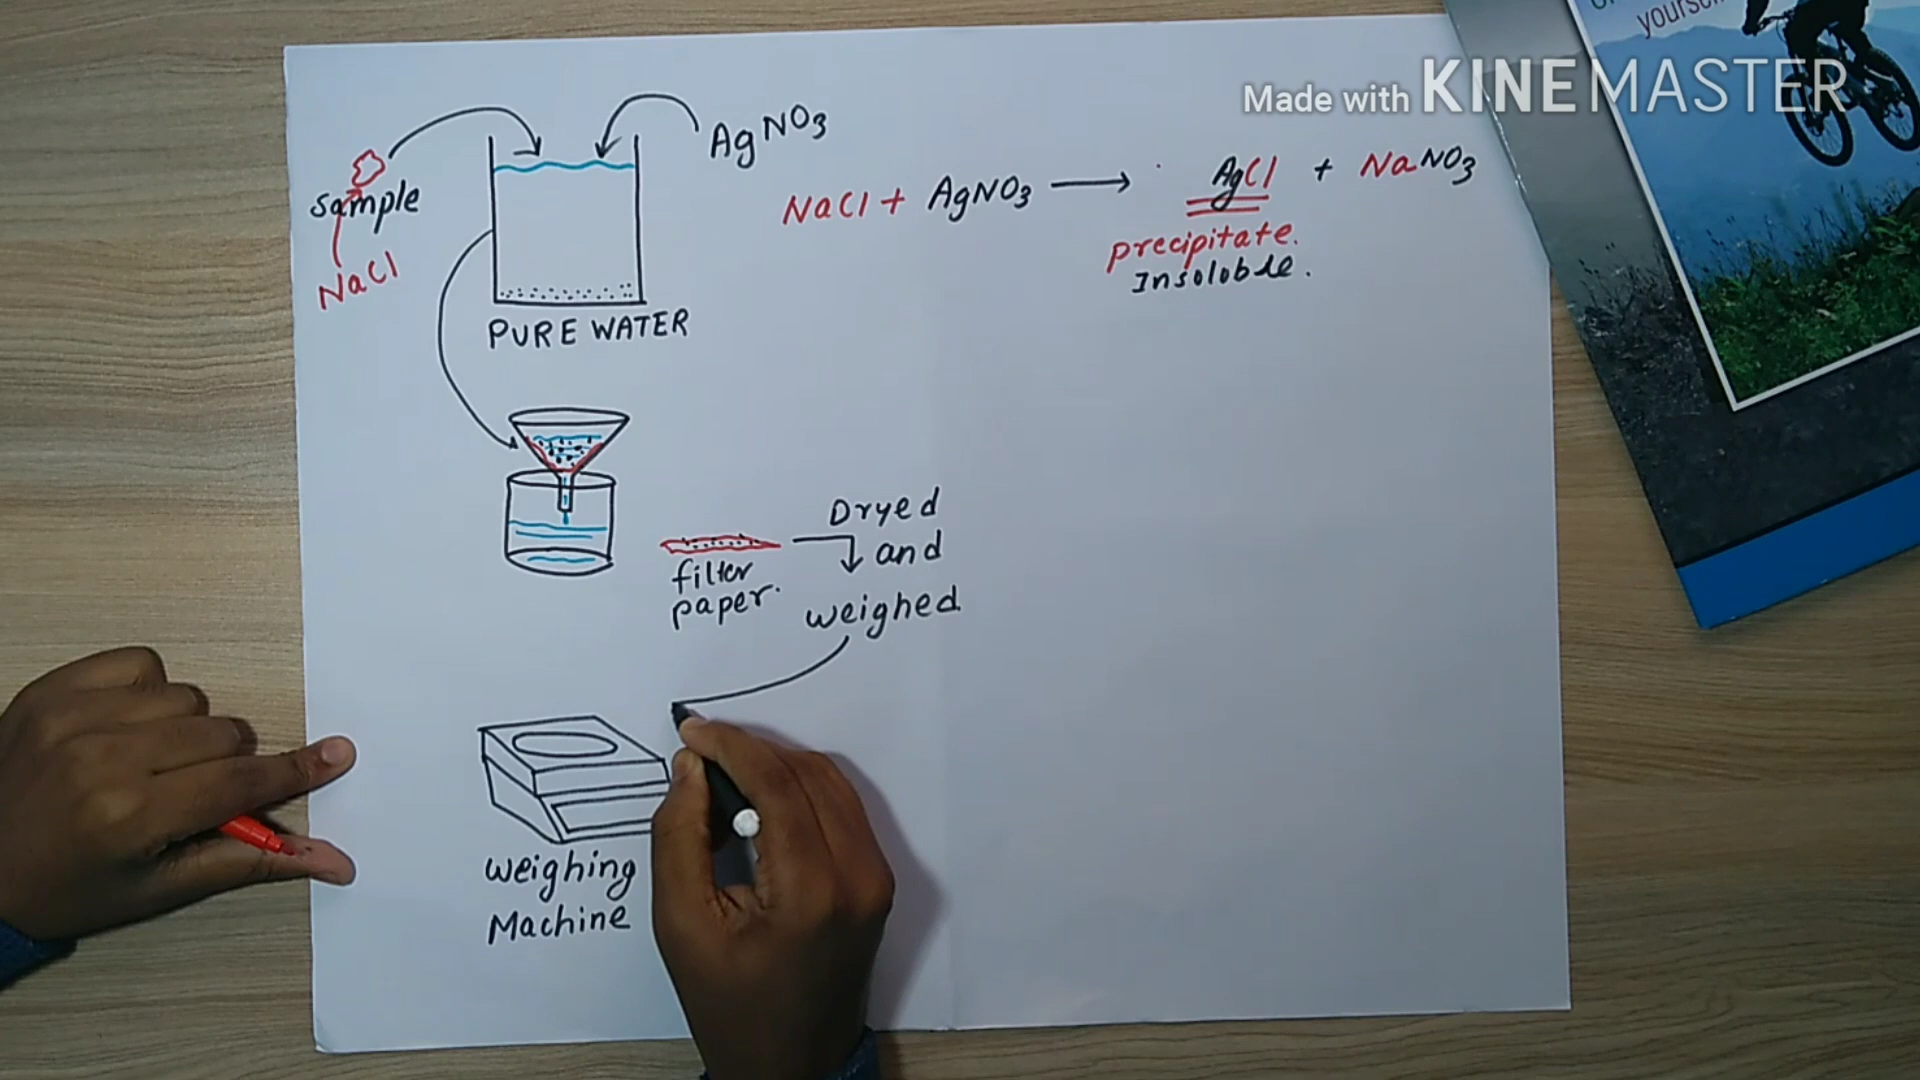 Made with KINEMASTER
yourself
AgNO3
sample
NaCl
PURE WATER
NaCl + AgNO3 → AgCl + NaNO3
precipitate.
Insoloble.
Dryed
and
weighed
filter
paper.
weighing
Machine